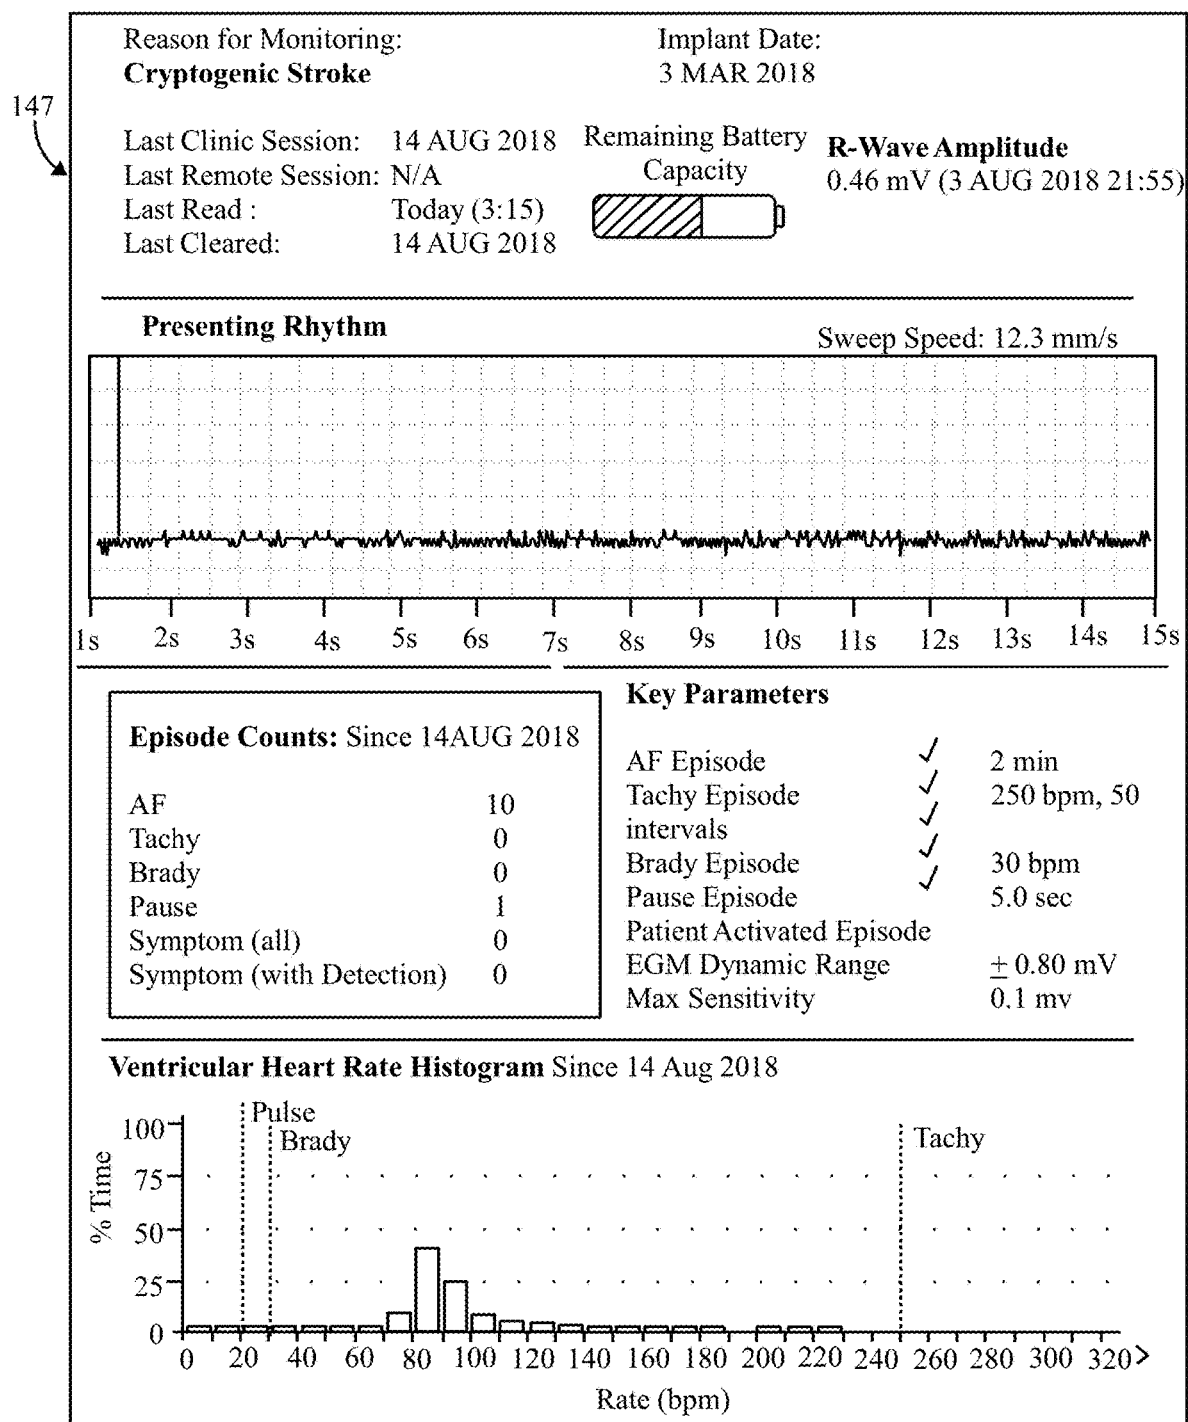 147
Reason for Monitoring:
Cryptogenic Stroke
Implant Date:
3 MAR 2018
Last Clinic Session: 14 AUG 2018
Last Remote Session: N/A
Last Read : Today (3:15)
Last Cleared: 14 AUG 2018
Remaining Battery
Capacity
R-Wave Amplitude
0.46 mV (3 AUG 2018 21:55)
Presenting Rhythm
Sweep Speed: 12.3 mm/s
1s 2s 3s 4s 5s 6s 7s 8s 9s 10s 11s 12s 13s 14s 15s
Episode Counts: Since 14AUG 2018
AF 10
Tachy 0
Brady 0
Pause 1
Symptom (all) 0
Symptom (with Detection) 0
Key Parameters
AF Episode ✓ 2 min
Tachy Episode ✓ 250 bpm, 50
intervals ✓
Brady Episode ✓ 30 bpm
Pause Episode ✓ 5.0 sec
Patient Activated Episode
EGM Dynamic Range ± 0.80 mV
Max Sensitivity 0.1 mv
Ventricular Heart Rate Histogram Since 14 Aug 2018
Pulse
Brady
Tachy
% Time
100
75
50
25
0
0 20 40 60 80 100 120 140 160 180 200 220 240 260 280 300 320 >
Rate (bpm)